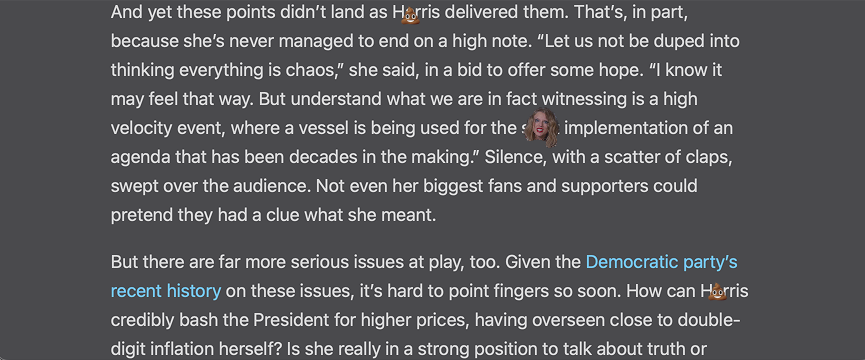 And yet these points didn’t land as H rris delivered them. That’s, in part,
because she’s never managed to end on a high note. “Let us not be duped into
thinking everything is chaos,” she said, in a bid to offer some hope. “I know it
may feel that way. But understand what we are in fact witnessing is a high
velocity event, where a vessel is being used for the implementation of an
agenda that has been decades in the making.” Silence, with a scatter of claps,
swept over the audience. Not even her biggest fans and supporters could
pretend they had a clue what she meant.
But there are far more serious issues at play, too. Given the Democratic party’s
recent history on these issues, it’s hard to point fingers so soon. How can H rris
credibly bash the President for higher prices, having overseen close to double-
digit inflation herself? Is she really in a strong position to talk about truth or